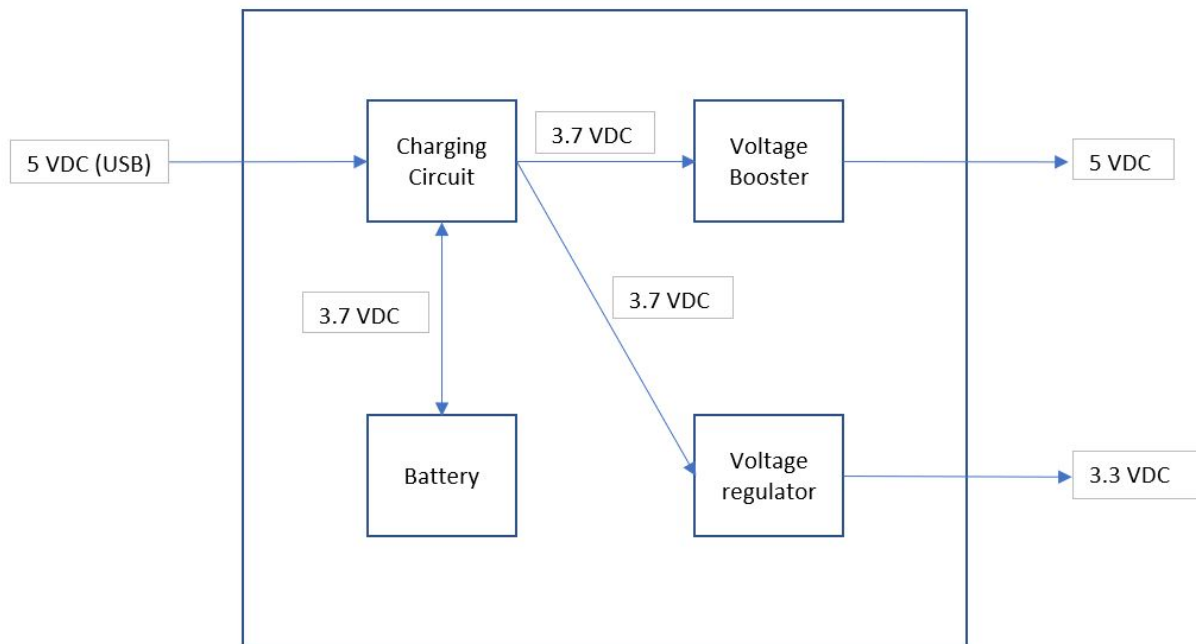 5 VDC (USB)
Charging
Circuit
3.7 VDC
Voltage
Booster
5 VDC
3.7 VDC
3.7 VDC
Battery
Voltage
regulator
3.3 VDC